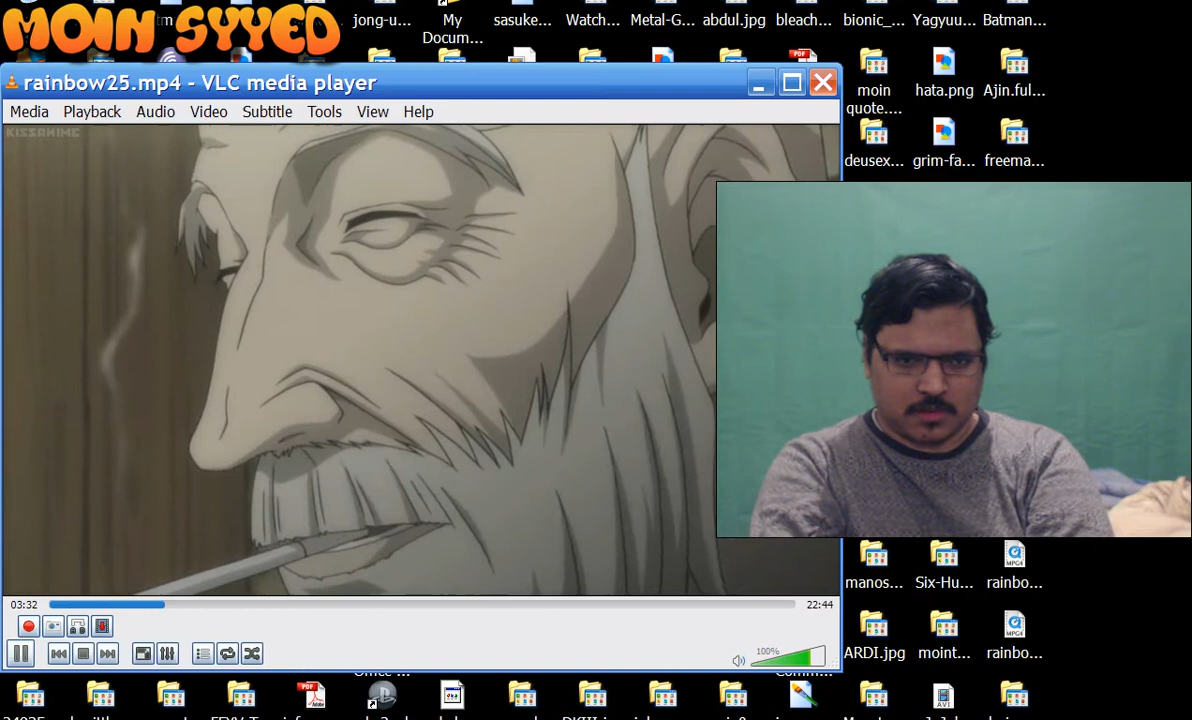 jong-u...
My Docum...
sasuke...
Watch...
Metal-G...
abdul.jpg
bleach...
bionic_...
Yagyuu...
Batman...
MOIN SYYED
rainbow25.mp4 - VLC media player
moin quote....
hata.png
Ajin.ful...
Media Playback Audio Video Subtitle Tools View Help
KISSANIME
deusex...
grim-fa...
freema...
manos...
Six-Hu...
rainbo...
03:32
22:44
100%
ARDI.jpg
moint...
rainbo...